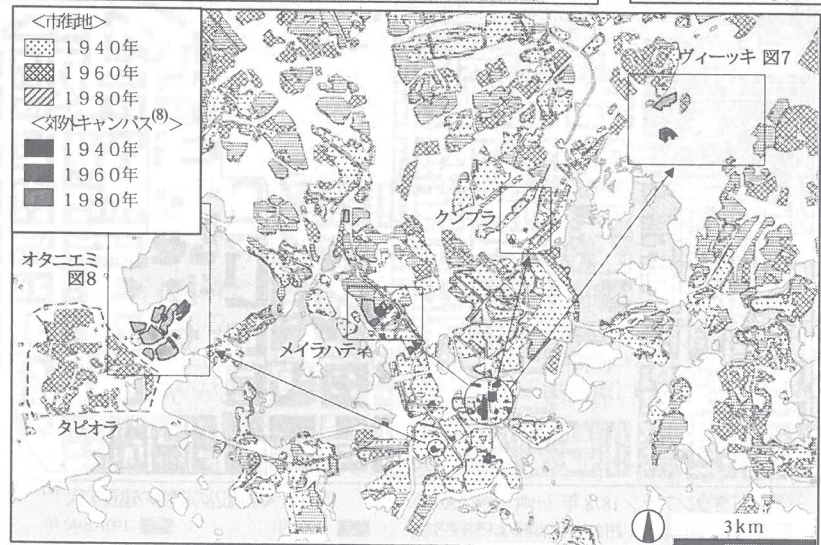 <市街地>
1940年
1960年
1980年
<郊外キャンパス(8)>
1940年
1960年
1980年
ヴィーッキ 図7
クンプラ
オタニエミ
図8
メイラハティ
タピオラ
3km